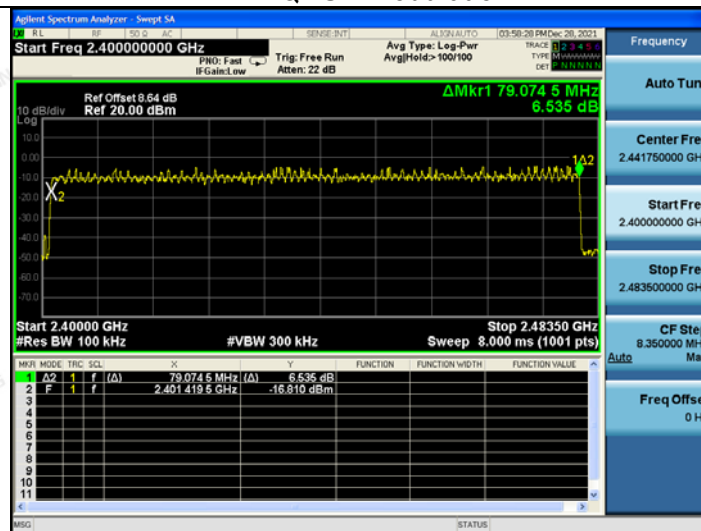 Agilent Spectrum Analyzer - Swept SA
RL RF 50 Ω AC SENSE:INT ALIGNAUTO 03:58:28 PM Dec 28, 2021
Start Freq 2.400000000 GHz
PNO: Fast
IFGain:Low
Trig: Free Run
Atten: 22 dB
Avg Type: Log-Pwr
Avg|Hold:>100/100
TRACE 1 2 3 4 5 6
TYPE M
DET P N N N N N
Frequency
Auto Tun
Center Fre
2.441750000 GH
Start Fre
2.400000000 GH
Stop Fre
2.483500000 GH
CF Ste
8.350000 MH
Auto Ma
Freq Offse
0 H
ΔMkr1 79.074 5 MHz
6.535 dB
Ref Offset 8.64 dB
10 dB/div Ref 20.00 dBm
Log
10.0
0.00
-10.0
-20.0
-30.0
-40.0
-50.0
-60.0
-70.0
1Δ2
2
Start 2.40000 GHz Stop 2.48350 GHz
#Res BW 100 kHz #VBW 300 kHz Sweep 8.000 ms (1001 pts)
MKR MODE TRC SCL X Y FUNCTION FUNCTION WIDTH FUNCTION VALUE
1 Δ2 1 f (Δ) 79.074 5 MHz (Δ) 6.535 dB
2 F 1 f 2.401 419 5 GHz -16.810 dBm
3
4
5
6
7
8
9
10
11
MSG STATUS